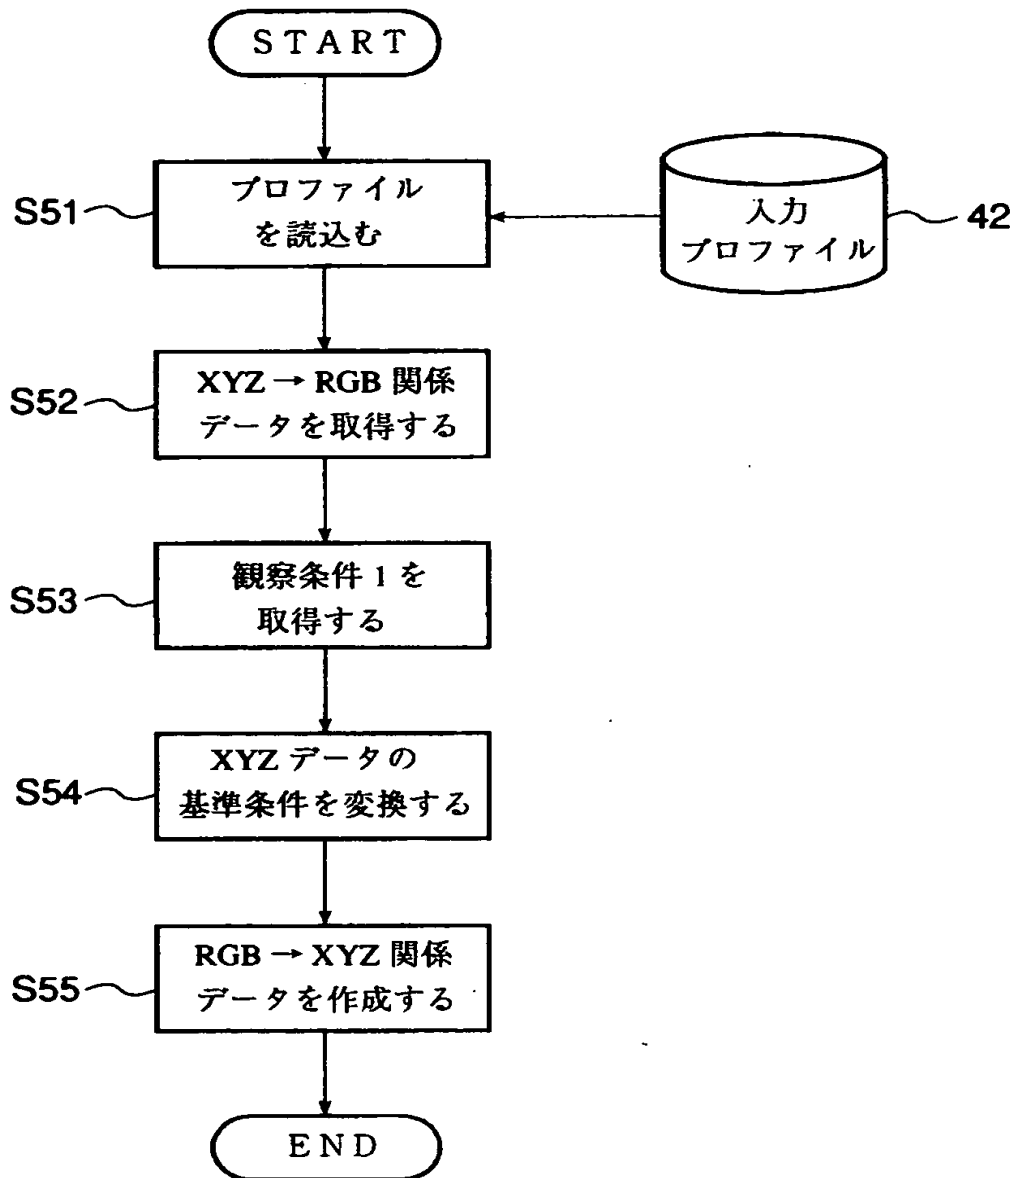 START
S51
プロファイル
を読込む
入力
プロファイル
42
S52
XYZ → RGB 関係
データを取得する
S53
観察条件 1 を
取得する
S54
XYZ データの
基準条件を変換する
S55
RGB → XYZ 関係
データを作成する
END